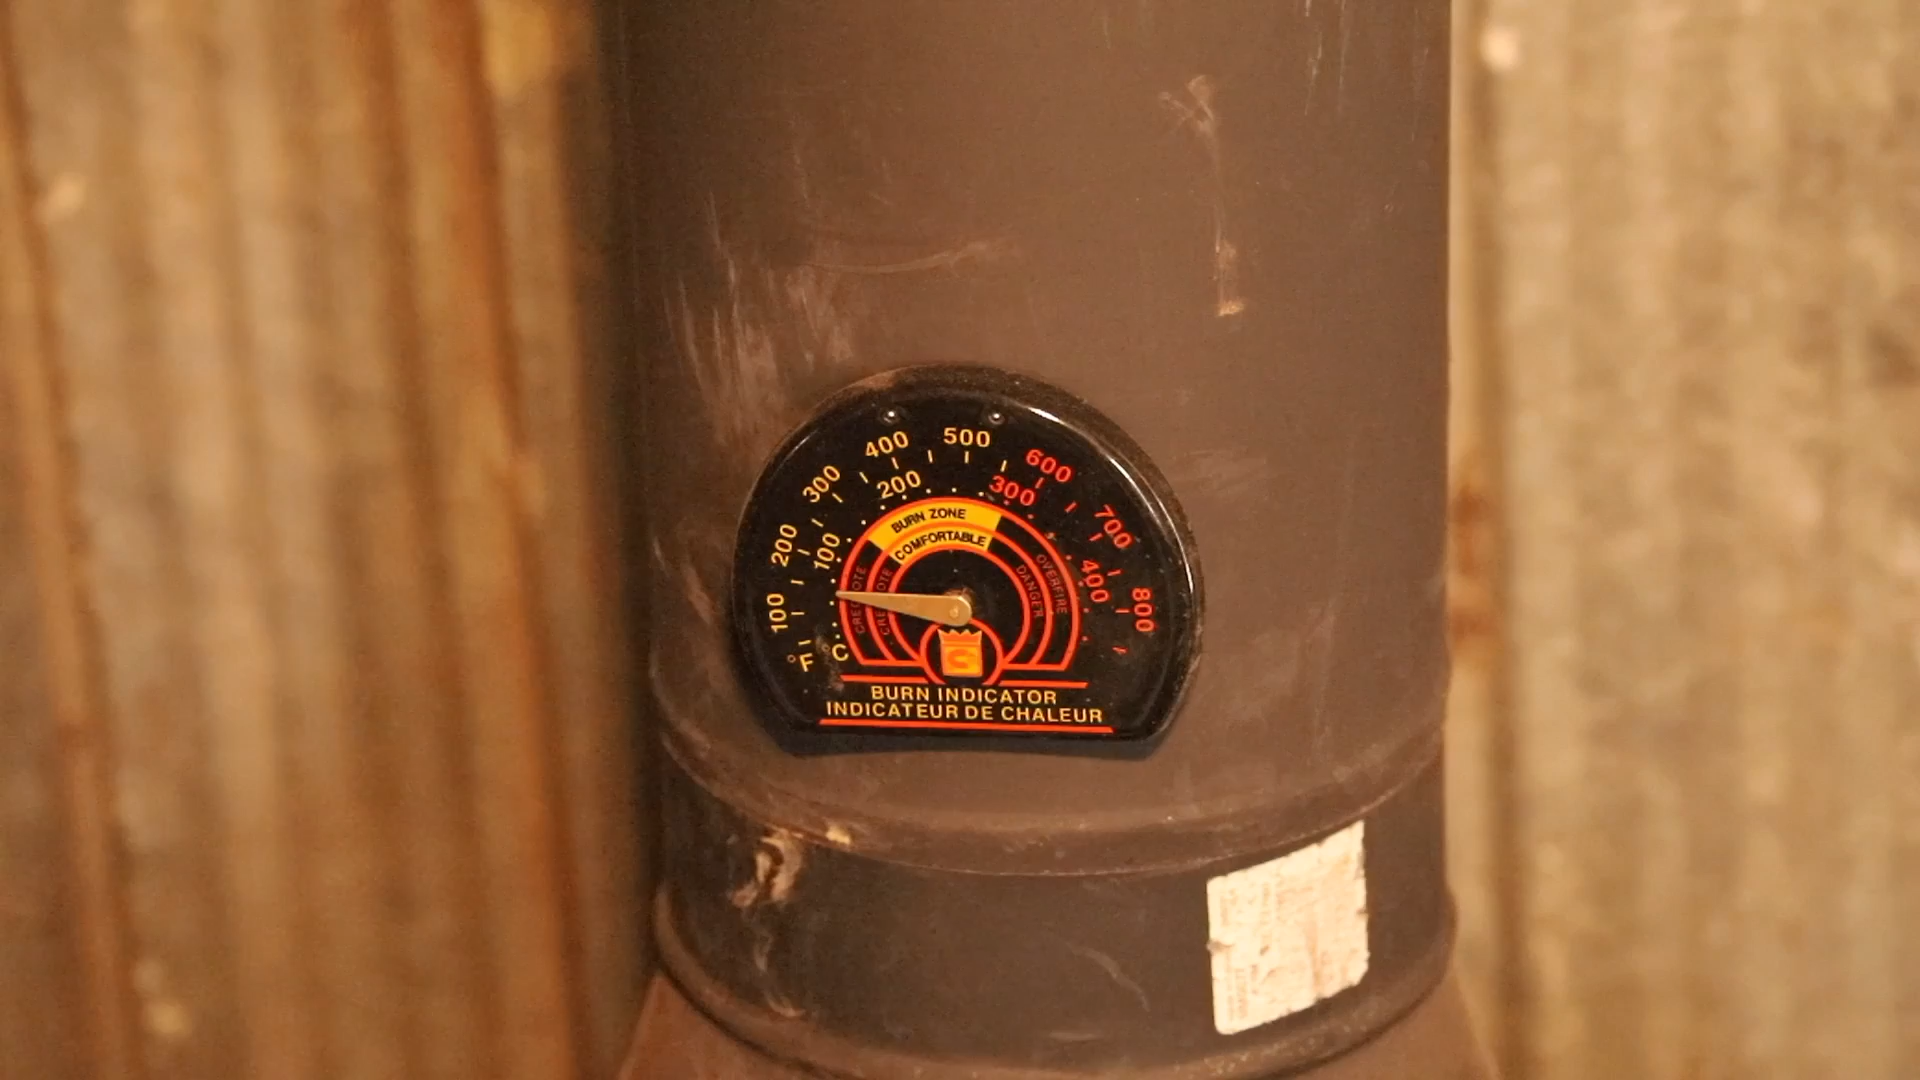 100 200 300 400 500 600 700 800
°F
100 200 300 400
°C
BURN ZONE
COMFORTABLE
CREOSOTE
CREOSOTE
OVERFIRE
DANGER
BURN INDICATOR
INDICATEUR DE CHALEUR